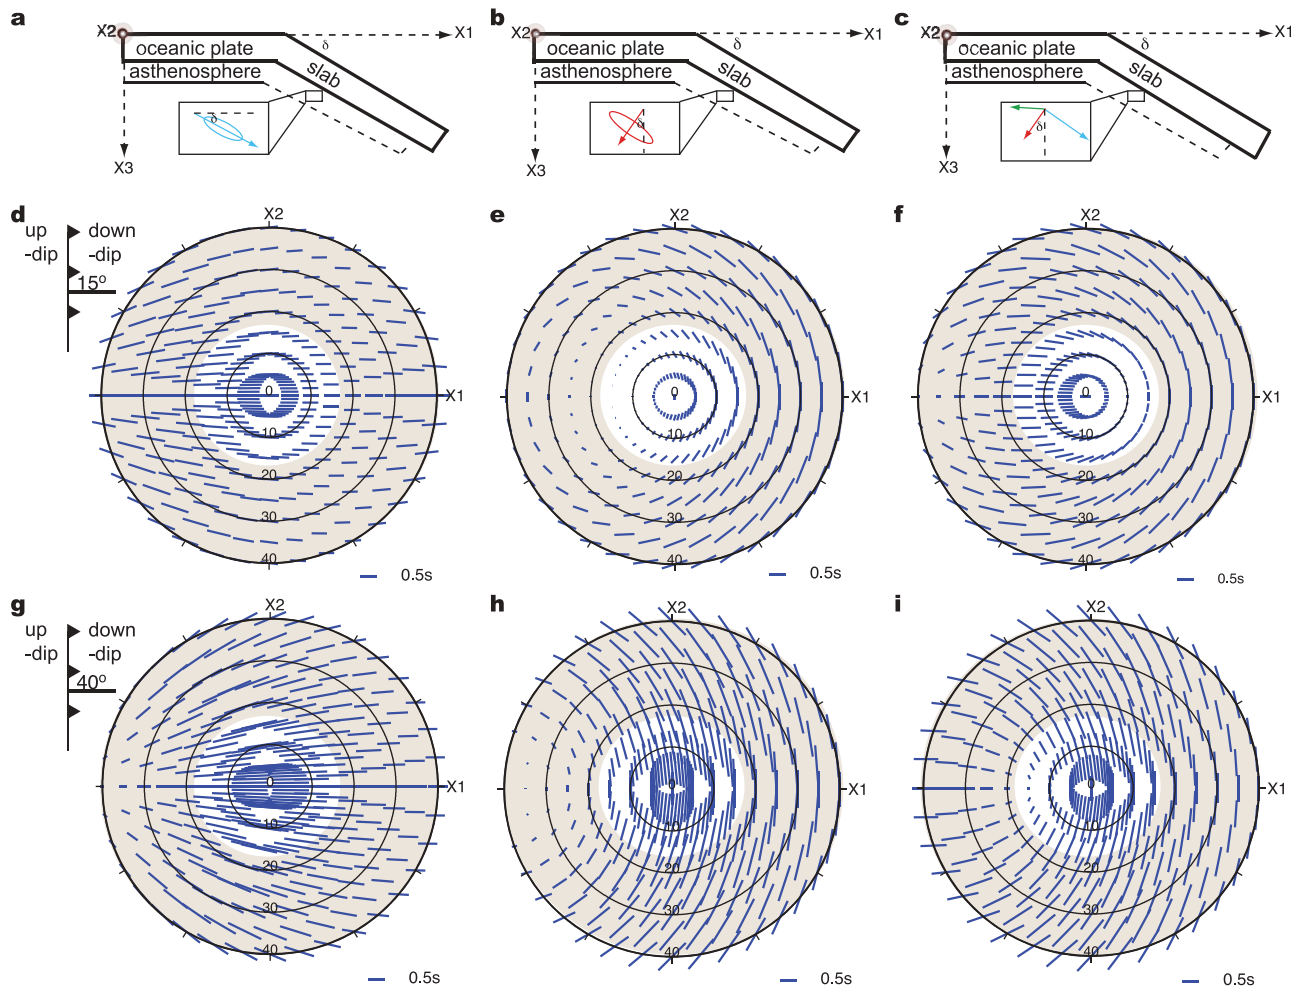 a
X2
X1
δ
oceanic plate
asthenosphere
slab
δ
X3
b
X2
X1
δ
oceanic plate
asthenosphere
slab
δ
X3
c
X2
X1
δ
oceanic plate
asthenosphere
slab
δ
X3
d
up
-dip
down
-dip
15o
X2
X1
0
10
20
30
40
0.5s
e
X2
X1
0
10
20
30
40
0.5s
f
X2
X1
0
10
20
30
40
0.5s
g
up
-dip
down
-dip
40o
X2
X1
0
10
20
30
40
0.5s
h
X2
X1
0
10
20
30
40
0.5s
i
X2
X1
0
10
20
30
40
0.5s